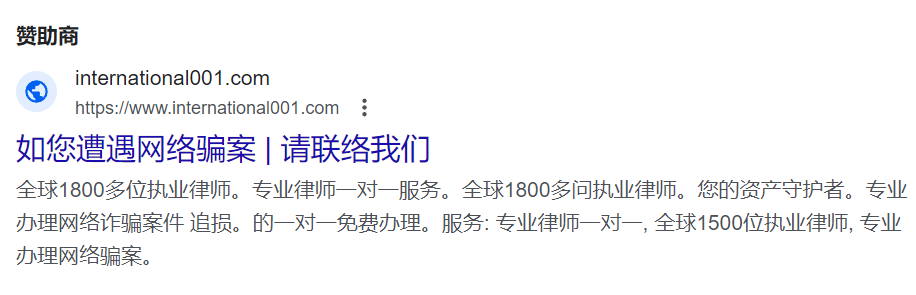 赞助商
international001.com
https://www.international001.com
如您遭遇网络骗案 | 请联络我们
全球1800多位执业律师。专业律师一对一服务。全球1800多问执业律师。您的资产守护者。专业
办理网络诈骗案件 追损。的一对一免费办理。服务: 专业律师一对一, 全球1500位执业律师, 专业
办理网络骗案。